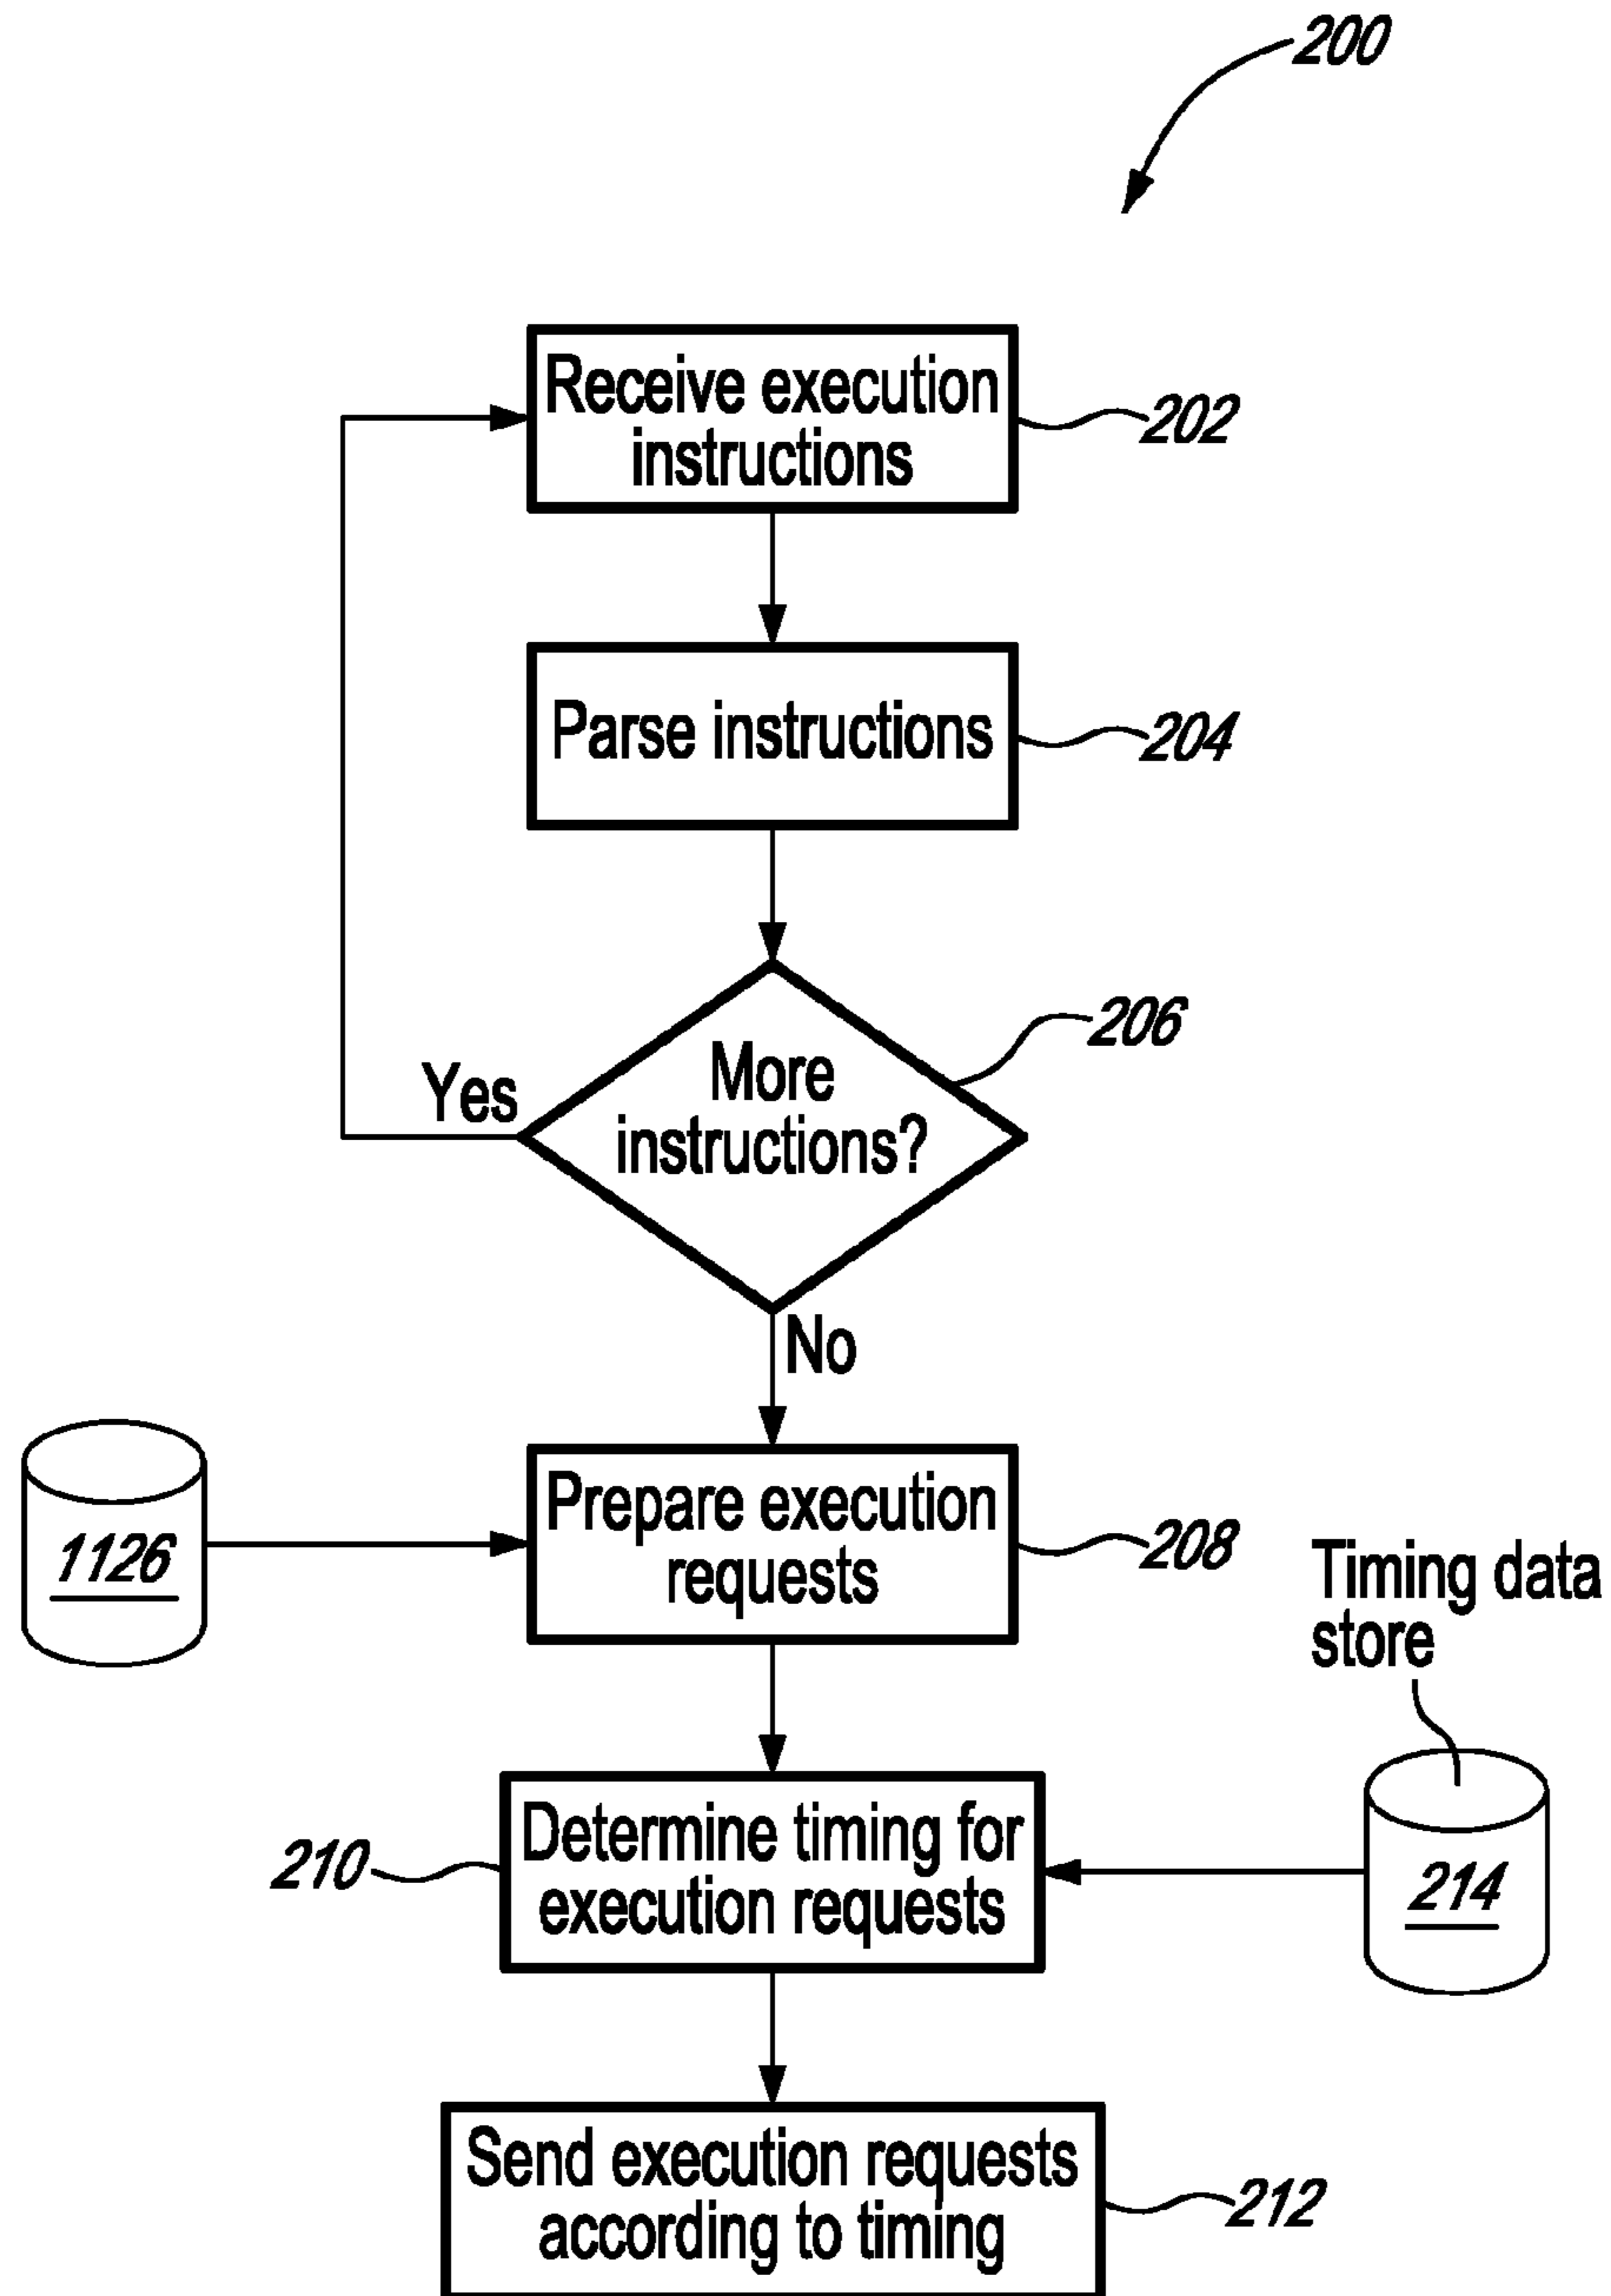 200
Receive execution
instructions
202
Parse instructions
204
206
More
instructions?
Yes
No
1126
Prepare execution
requests
208
Timing data
store
Determine timing for
execution requests
210
214
Send execution requests
according to timing
212